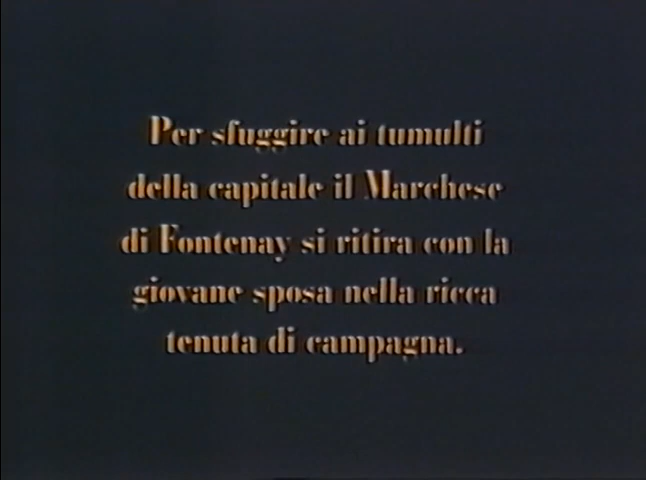 Per sfuggire ai tumulti
della capitale il Marchese
di Fontenay si ritira con la
giovane sposa nella ricca
tenuta di campagna.